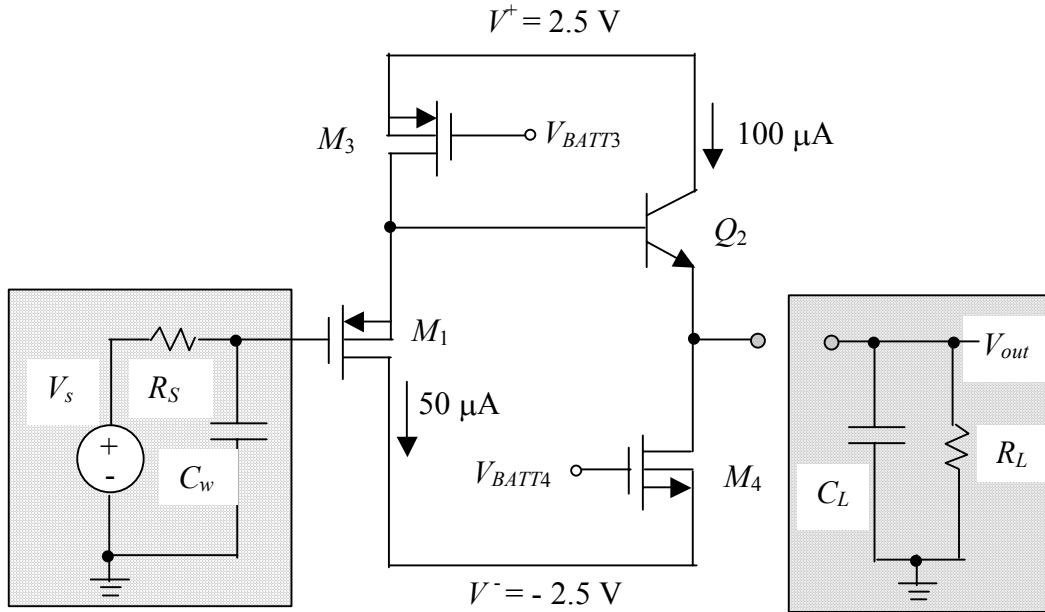 V+ = 2.5 V
M3
VBATT3
100 μA
Q2
M1
Vs
RS
+
-
Cw
50 μA
VBATT4
M4
Vout
CL
RL
V- = - 2.5 V